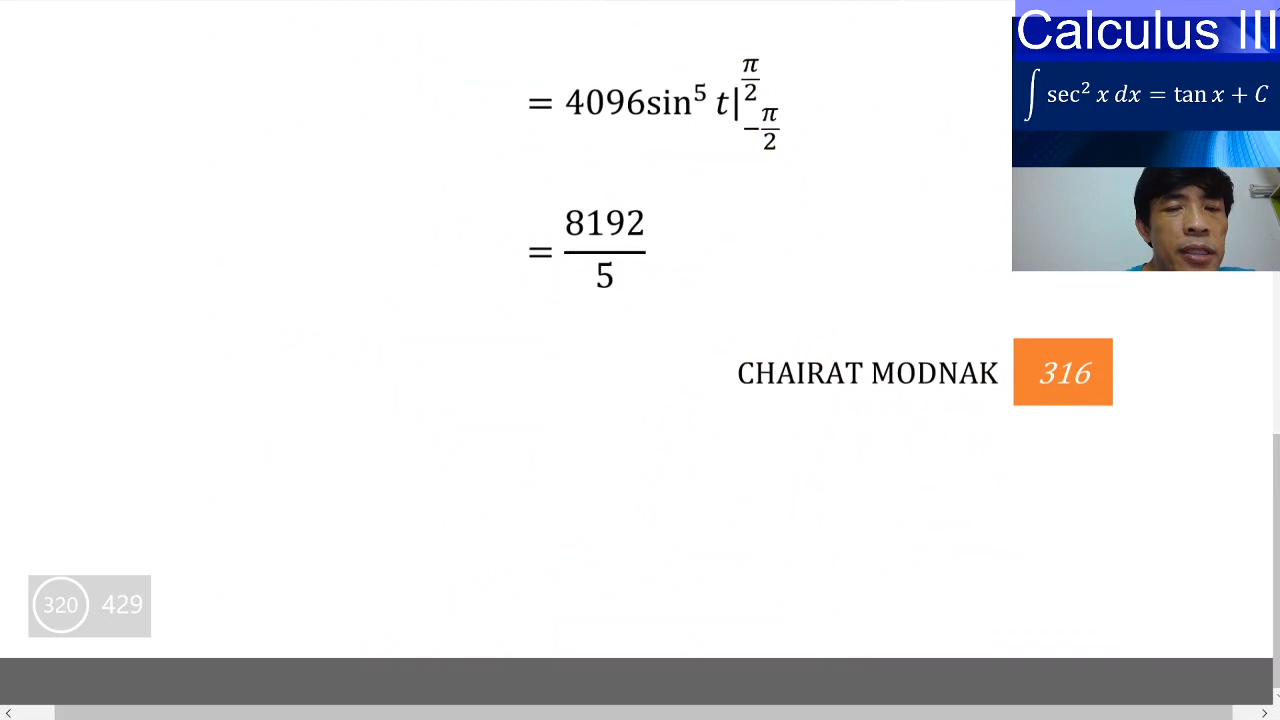 Calculus III
∫ sec² x dx = tan x + C
= 4096sin⁵ t|_{-π/2}^{π/2}
= 8192/5
CHAIRAT MODNAK 316
320 429